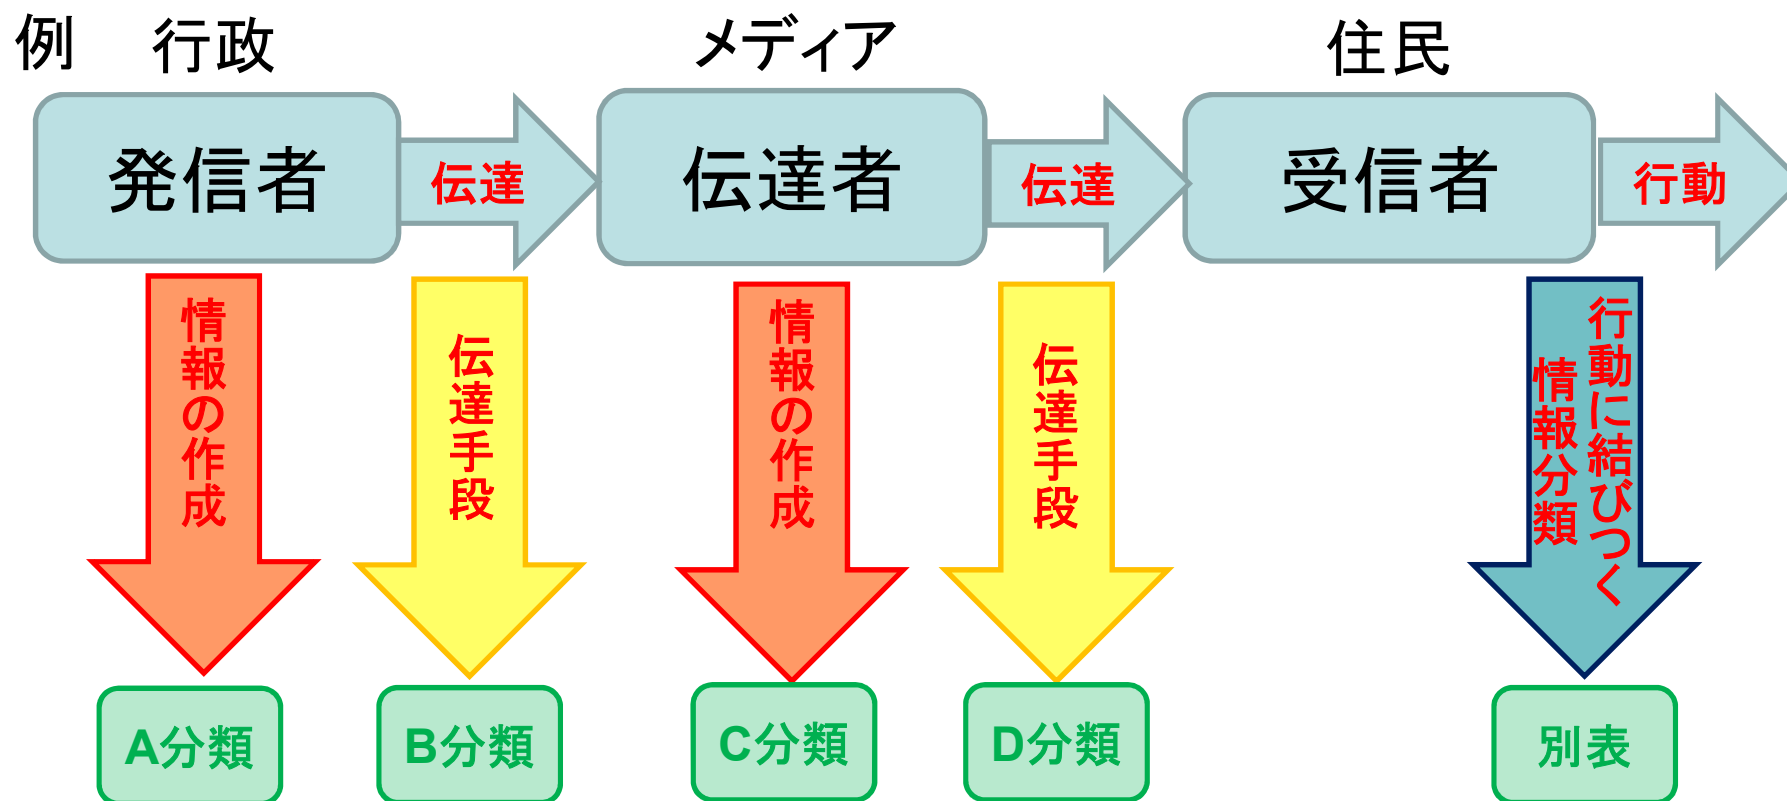 例 行政 メディア 住民
発信者
伝達
伝達者
伝達
受信者
行動
情報の作成
伝達手段
情報の作成
伝達手段
行動に結びつく
情報分類
A分類
B分類
C分類
D分類
別表